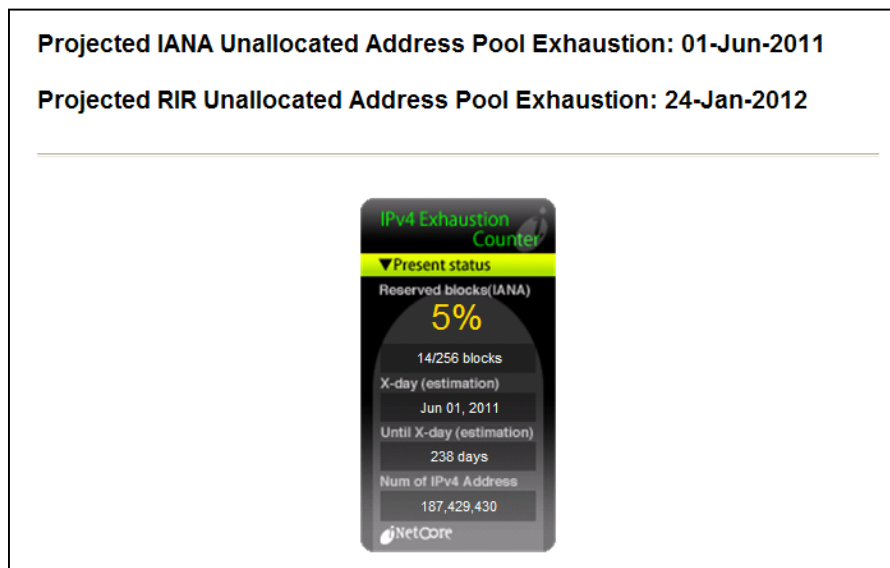 Projected IANA Unallocated Address Pool Exhaustion: 01-Jun-2011
Projected RIR Unallocated Address Pool Exhaustion: 24-Jan-2012
IPv4 Exhaustion
Counter
▼Present status
Reserved blocks(IANA)
5%
14/256 blocks
X-day (estimation)
Jun 01, 2011
Until X-day (estimation)
238 days
Num of IPv4 Address
187,429,430
iNetCore